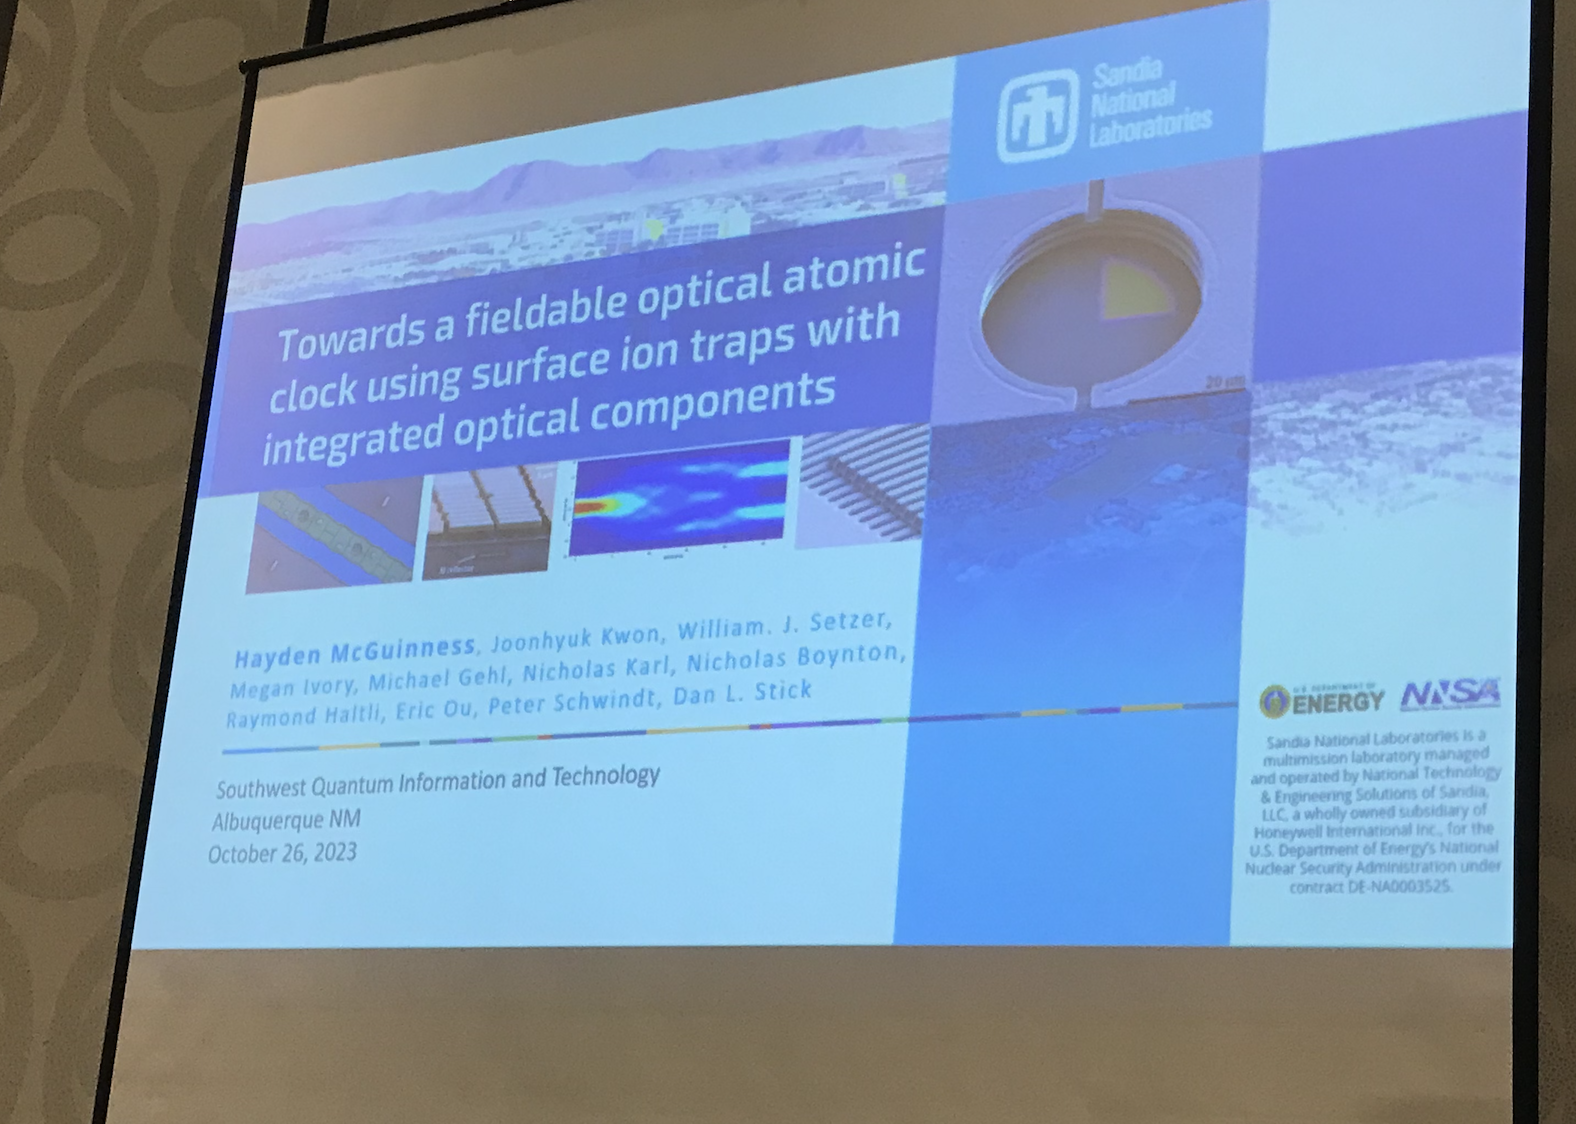 Sandia
National
Laboratories
Towards a fieldable optical atomic
clock using surface ion traps with
integrated optical components
20 µm
Hayden McGuinness, Joonhyuk Kwon, William. J. Setzer,
Megan Ivory, Michael Gehl, Nicholas Karl, Nicholas Boynton,
Raymond Haltli, Eric Ou, Peter Schwindt, Dan L. Stick
Southwest Quantum Information and Technology
Albuquerque NM
October 26, 2023
U.S. DEPARTMENT OF
ENERGY
NNSA
Sandia National Laboratories is a
multimission laboratory managed
and operated by National Technology
& Engineering Solutions of Sandia,
LLC, a wholly owned subsidiary of
Honeywell International Inc., for the
U.S. Department of Energy's National
Nuclear Security Administration under
contract DE-NA0003525.